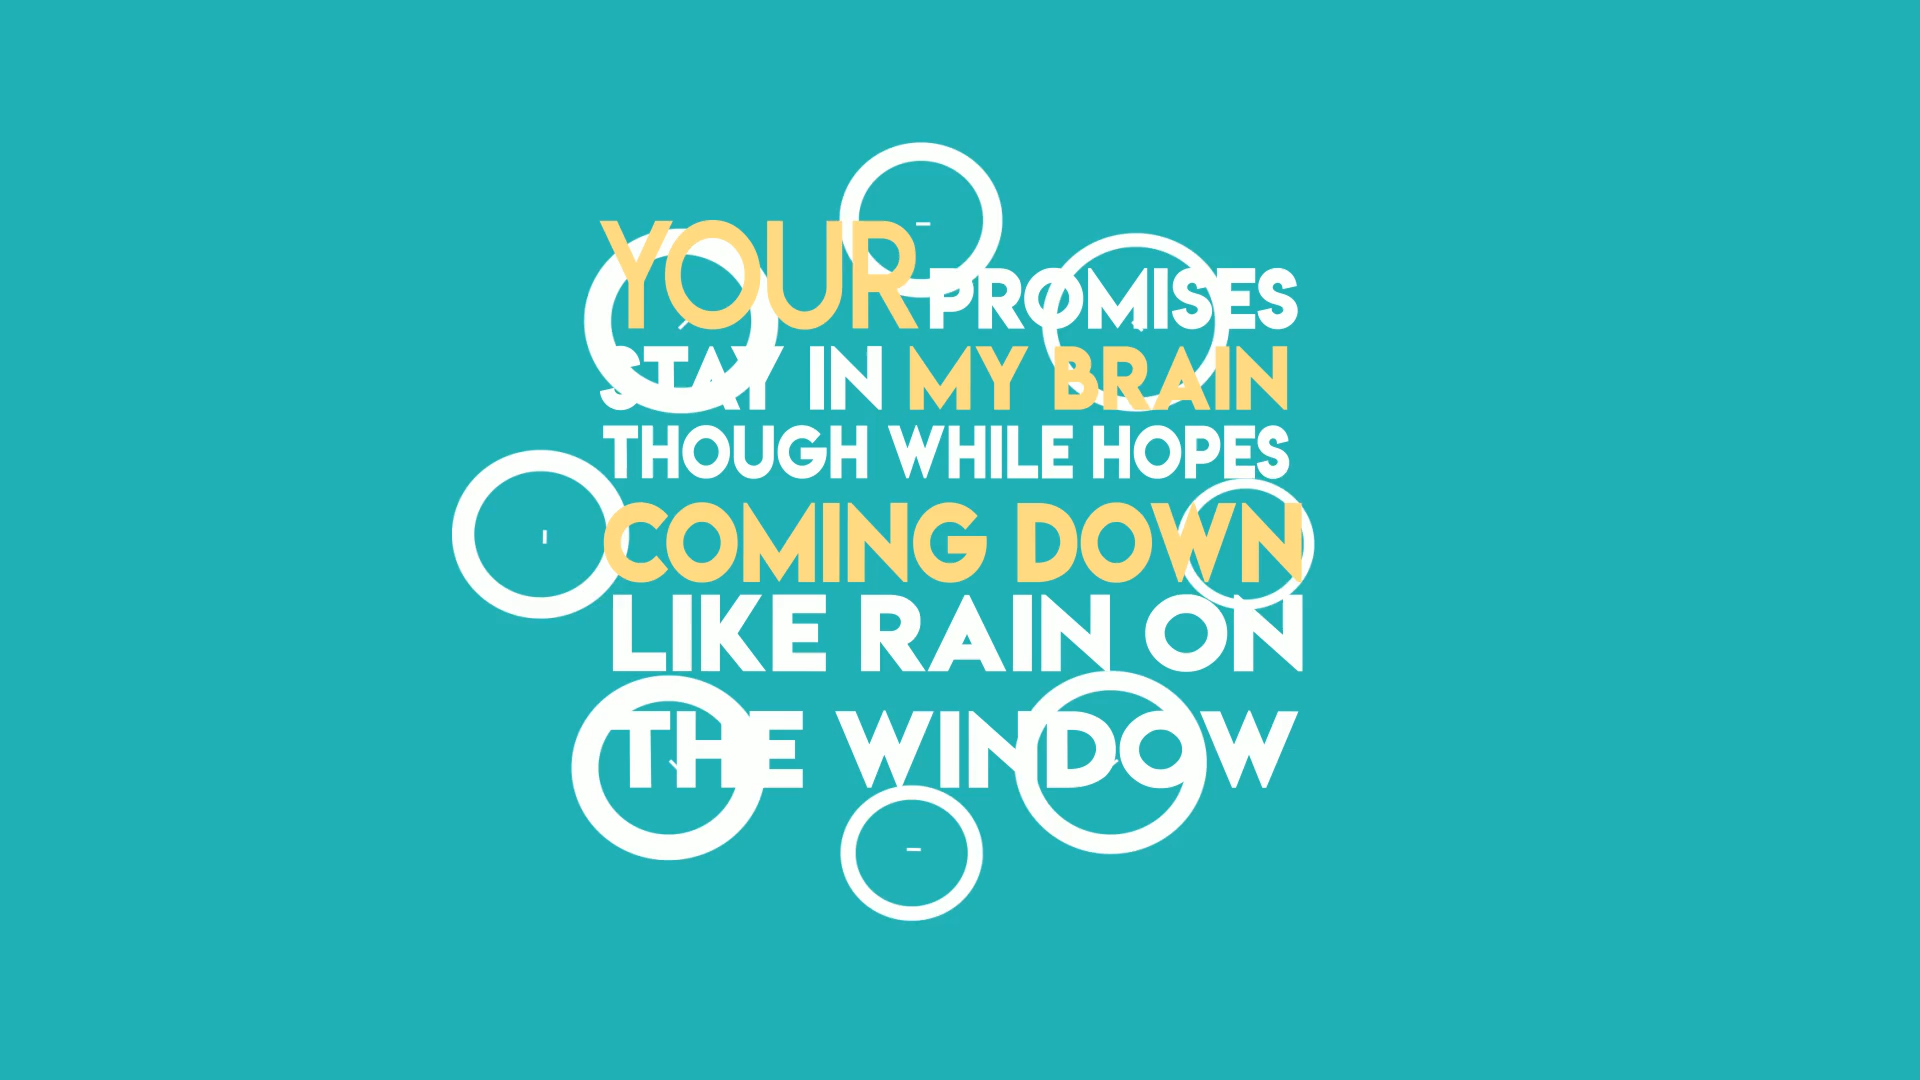 YOUR PROMISES
STAY IN MY BRAIN
THOUGH WHILE HOPES
COMING DOWN
LIKE RAIN ON
THE WINDOW